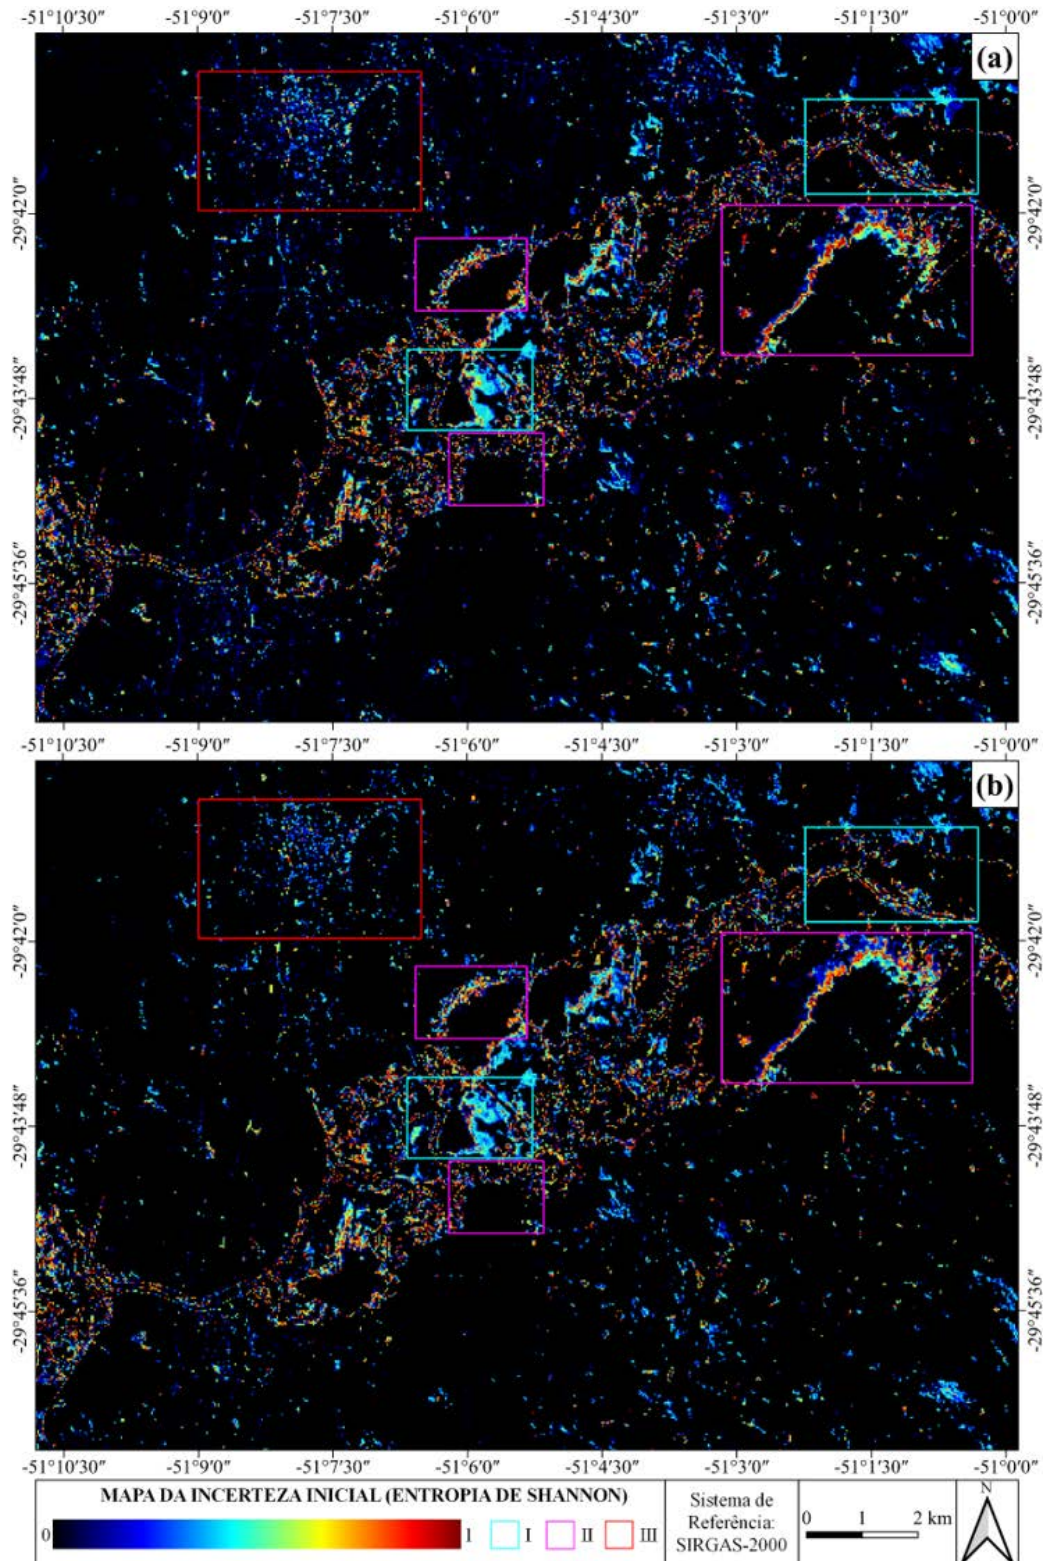 -51°10'30" -51°9'0" -51°7'30" -51°6'0" -51°4'30" -51°3'0" -51°1'30" -51°0'0"
(a)
-29°42'0" -29°42'0"
-29°43'48" -29°43'48"
-29°45'36" -29°45'36"
-51°10'30" -51°9'0" -51°7'30" -51°6'0" -51°4'30" -51°3'0" -51°1'30" -51°0'0"
(b)
-29°42'0" -29°42'0"
-29°43'48" -29°43'48"
-29°45'36" -29°45'36"
-51°10'30" -51°9'0" -51°7'30" -51°6'0" -51°4'30" -51°3'0" -51°1'30" -51°0'0"
MAPA DA INCERTEZA INICIAL (ENTROPIA DE SHANNON)
0 1 I II III
Sistema de
Referência:
SIRGAS-2000
0 1 2 km
N